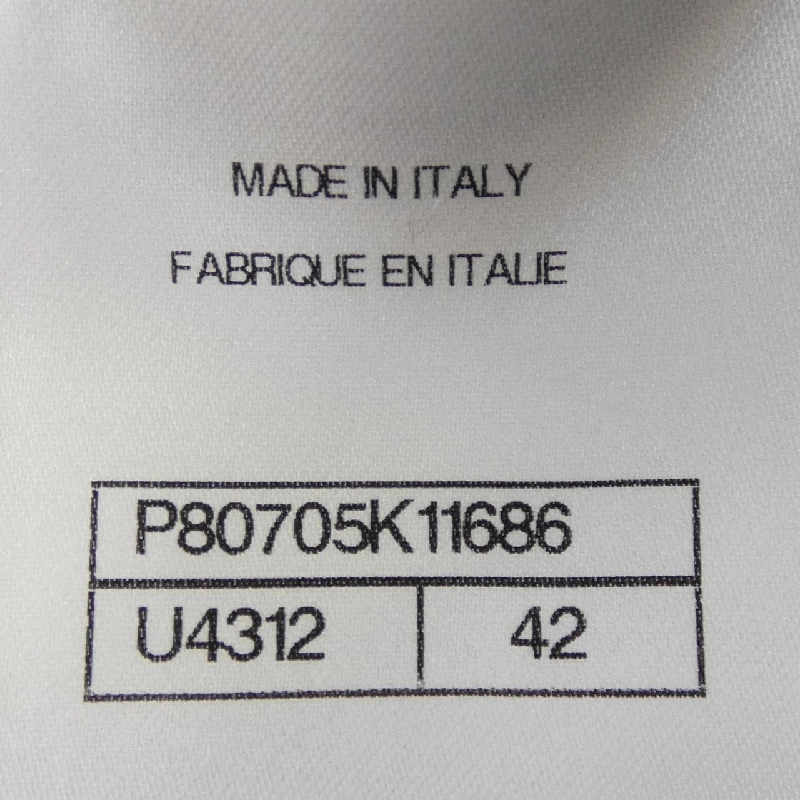 MADE IN ITALY
FABRIQUE EN ITALIE
P80705K11686
U4312 42